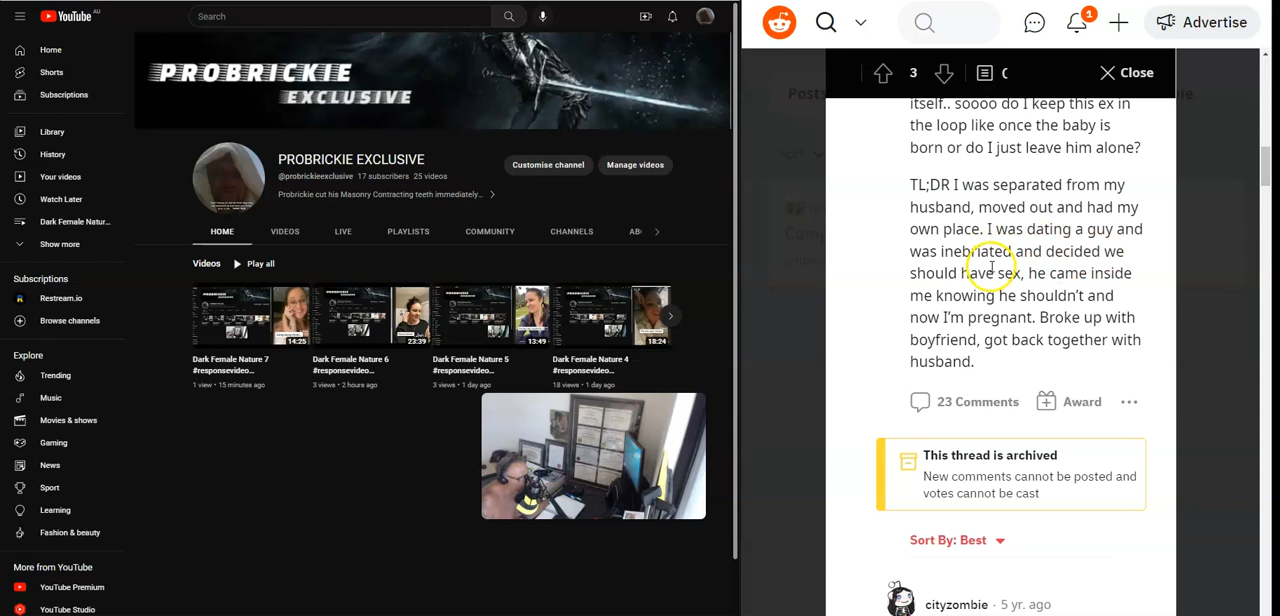 YouTube AU
Search
Home
Shorts
Subscriptions
Library
History
Your videos
Watch Later
Dark Female Natur...
Show more
Subscriptions
Restream.io
Browse channels
Explore
Trending
Music
Movies & shows
Gaming
News
Sport
Learning
Fashion & beauty
More from YouTube
YouTube Premium
YouTube Studio
PROBRICKIE
EXCLUSIVE
PROBRICKIE EXCLUSIVE
@probrickieexclusive 17 subscribers 25 videos
Probrickie cut his Masonry Contracting teeth immediately...
Customise channel
Manage videos
HOME VIDEOS LIVE PLAYLISTS COMMUNITY CHANNELS AB
Videos Play all
14:25
23:39
13:49
18:24
Dark Female Nature 7
#responsevideo...
1 view • 15 minutes ago
Dark Female Nature 6
#responsevideo...
3 views • 2 hours ago
Dark Female Nature 5
#responsevideo...
3 views • 1 day ago
Dark Female Nature 4
#responsevideo...
18 views • 1 day ago
1
Advertise
3
Close
Posts
itself.. soooo do I keep this ex in
the loop like once the baby is
born or do I just leave him alone?
TL;DR I was separated from my
husband, moved out and had my
own place. I was dating a guy and
was inebriated and decided we
should have sex, he came inside
me knowing he shouldn't and
now I'm pregnant. Broke up with
boyfriend, got back together with
husband.
23 Comments Award
This thread is archived
New comments cannot be posted and
votes cannot be cast
Sort By: Best
cityzombie · 5 yr. ago